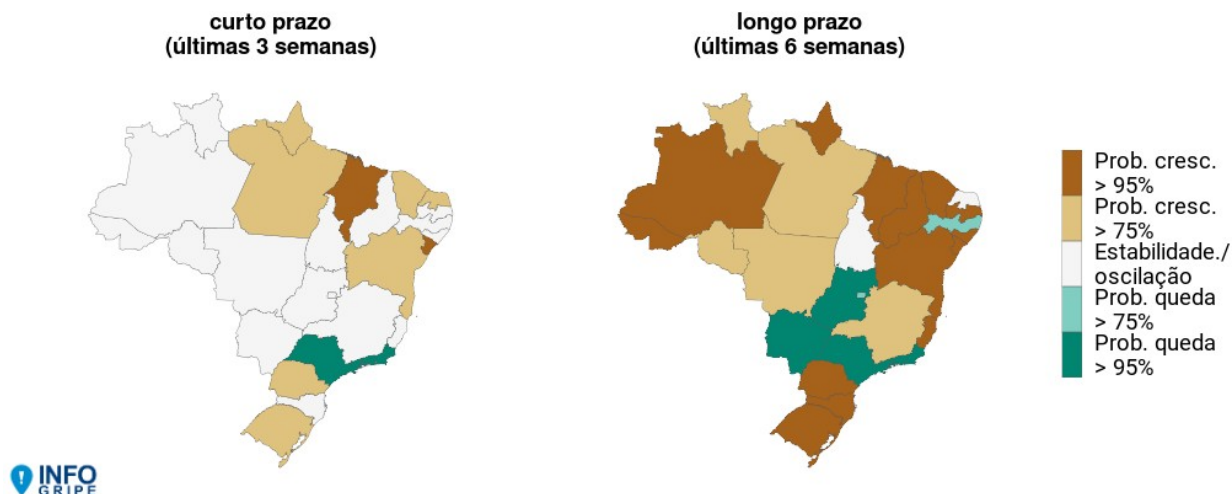 curto prazo
(últimas 3 semanas)
longo prazo
(últimas 6 semanas)
Prob. cresc.
> 95%
Prob. cresc.
> 75%
Estabilidade./
oscilação
Prob. queda
> 75%
Prob. queda
> 95%
INFO
GRIPE